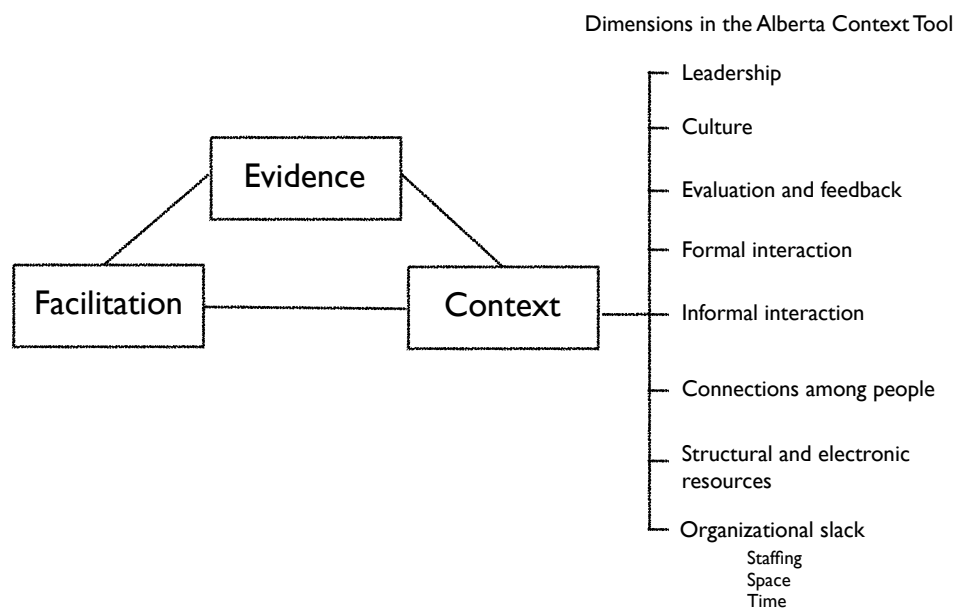 Dimensions in the Alberta Context Tool
Leadership
Culture
Evidence
Evaluation and feedback
Formal interaction
Facilitation
Context
Informal interaction
Connections among people
Structural and electronic
resources
Organizational slack
Staffing
Space
Time